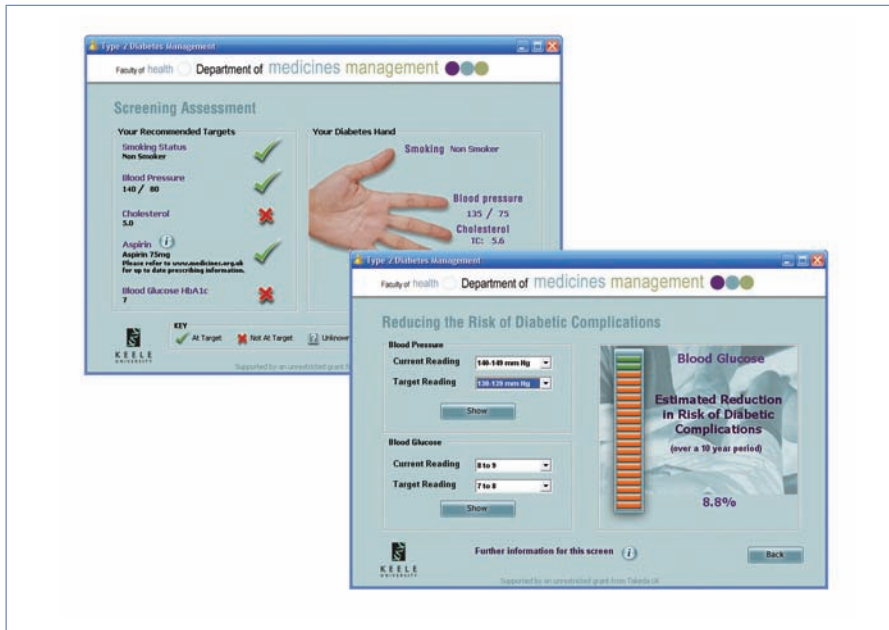 Type 2 Diabetes Management
Faculty of health Department of medicines management
Screening Assessment
Your Recommended Targets
Smoking Status
Non Smoker
Blood Pressure
140 / 80
Cholesterol
5.0
Aspirin
Aspirin 75mg
Please refer to www.medicines.org.uk
for up to date prescribing information.
Blood Glucose HbA1c
7
Your Diabetes Hand
Smoking Non Smoker
Blood pressure
135 / 75
Cholesterol
TC: 5.6
KEELE
UNIVERSITY
KEY
At Target Not At Target Unknown
Supported by an unrestricted grant
Type 2 Diabetes Management
Faculty of health Department of medicines management
Reducing the Risk of Diabetic Complications
Blood Pressure
Current Reading 140-149 mm Hg
Target Reading 130-139 mm Hg
Show
Blood Glucose
Current Reading 8 to 9
Target Reading 7 to 8
Show
Blood Glucose
Estimated Reduction
in Risk of Diabetic
Complications
(over a 10 year period)
8.8%
KEELE
UNIVERSITY
Further information for this screen
Back
Supported by an unrestricted grant from Takeda UK